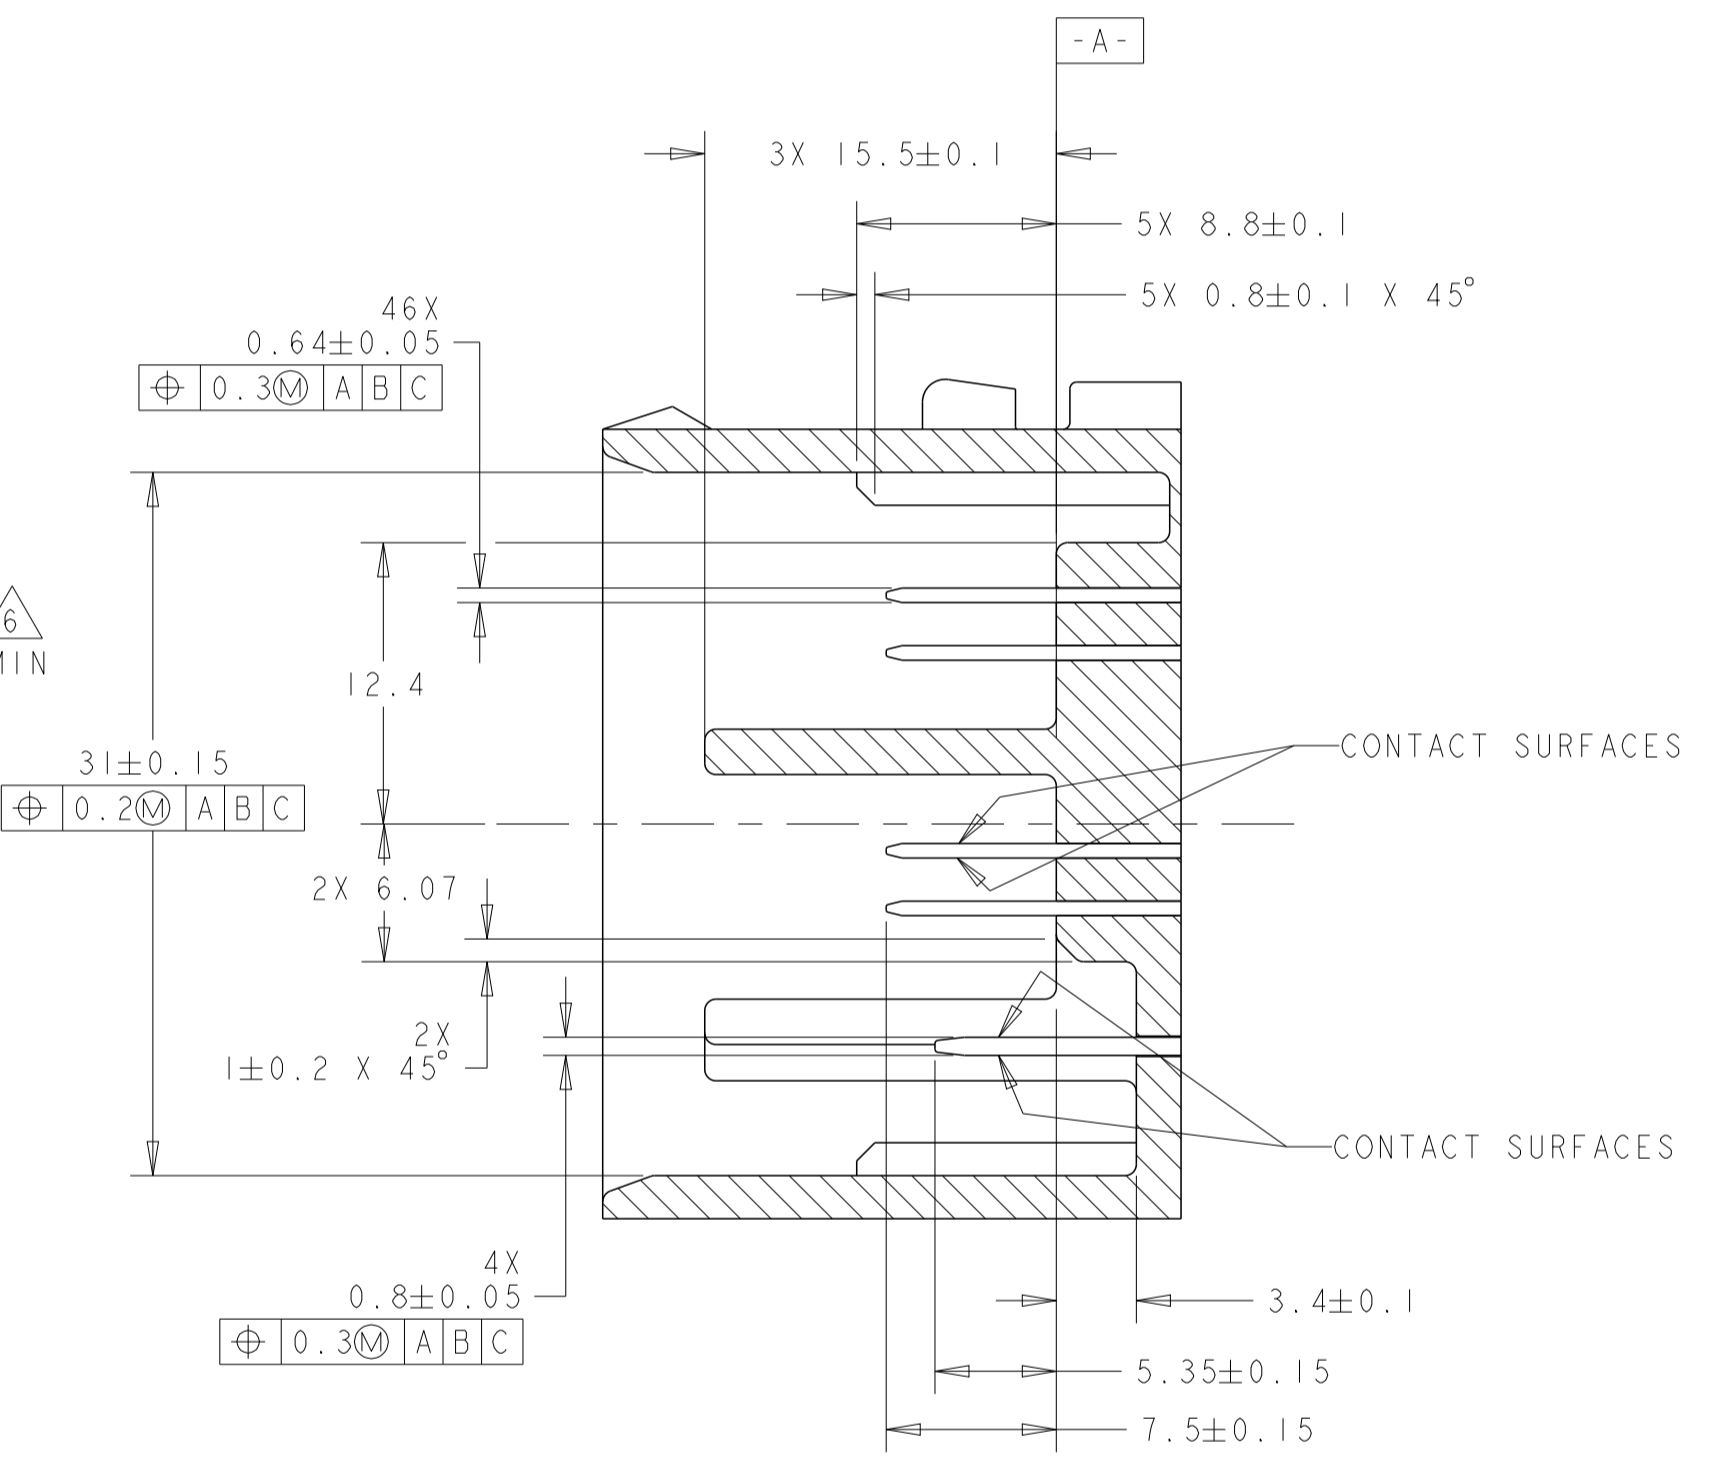 -A-
3X 15.5±0.1
5X 8.8±0.1
5X 0.8±0.1 X 45°
46X
0.64±0.05
⌖ 0.3Ⓜ A B C
6
MIN
12.4
CONTACT SURFACES
31±0.15
⌖ 0.2Ⓜ A B C
2X 6.07
2X
1±0.2 X 45°
CONTACT SURFACES
4X
0.8±0.05
⌖ 0.3Ⓜ A B C
3.4±0.1
5.35±0.15
7.5±0.15